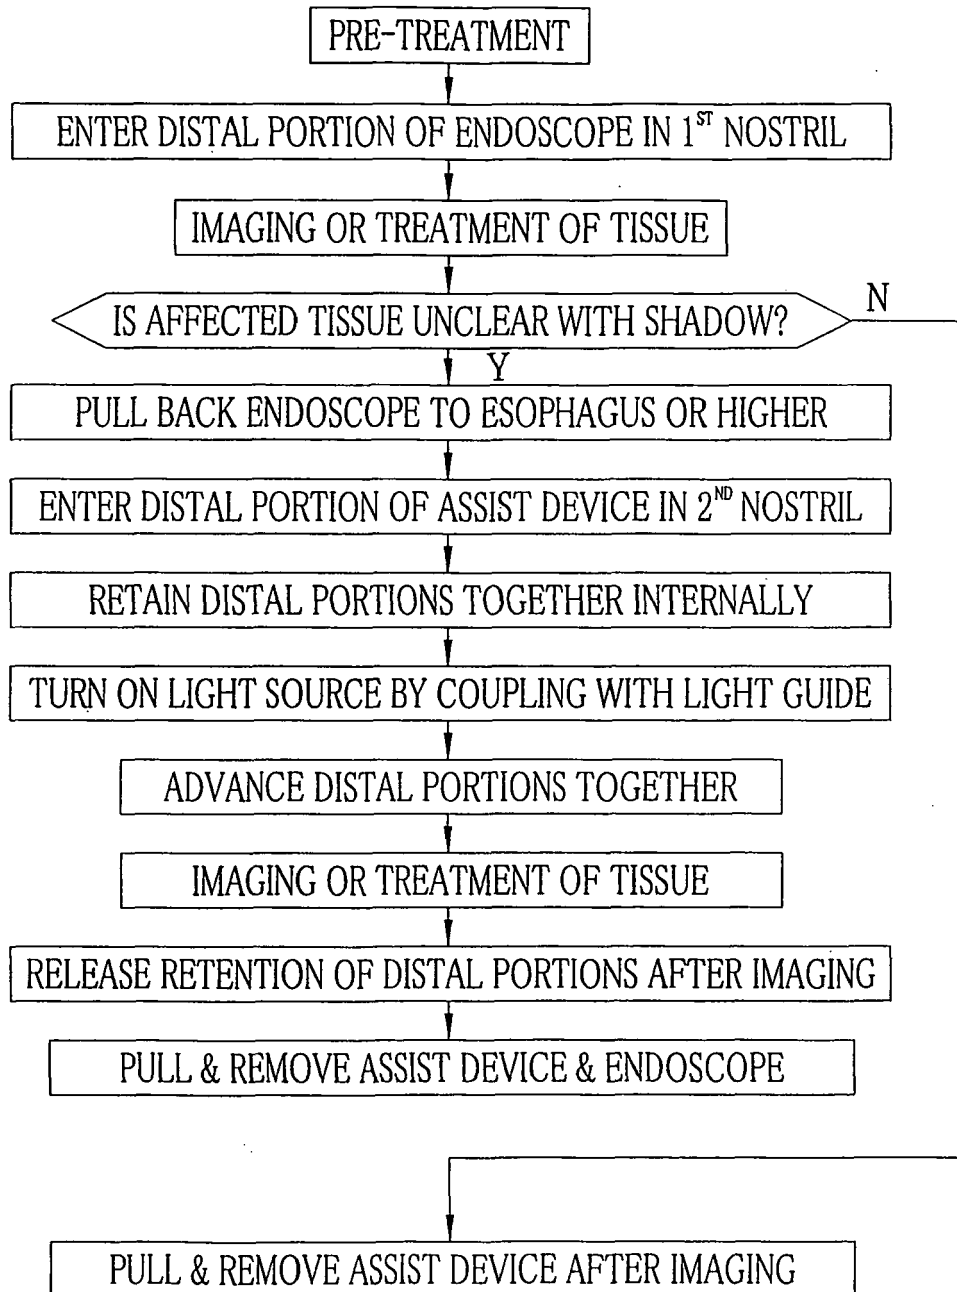 PRE-TREATMENT
ENTER DISTAL PORTION OF ENDOSCOPE IN 1ST NOSTRIL
IMAGING OR TREATMENT OF TISSUE
IS AFFECTED TISSUE UNCLEAR WITH SHADOW?
N
Y
PULL BACK ENDOSCOPE TO ESOPHAGUS OR HIGHER
ENTER DISTAL PORTION OF ASSIST DEVICE IN 2ND NOSTRIL
RETAIN DISTAL PORTIONS TOGETHER INTERNALLY
TURN ON LIGHT SOURCE BY COUPLING WITH LIGHT GUIDE
ADVANCE DISTAL PORTIONS TOGETHER
IMAGING OR TREATMENT OF TISSUE
RELEASE RETENTION OF DISTAL PORTIONS AFTER IMAGING
PULL & REMOVE ASSIST DEVICE & ENDOSCOPE
PULL & REMOVE ASSIST DEVICE AFTER IMAGING